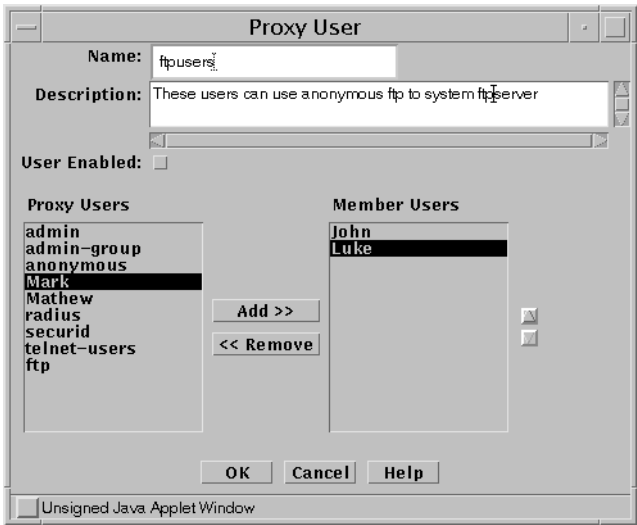 Proxy User
Name: ftpusers
Description: These users can use anonymous ftp to system ftpserver
User Enabled:
Proxy Users
admin
admin-group
anonymous
Mark
Mathew
radius
securid
telnet-users
ftp
Add >>
<< Remove
Member Users
John
Luke
OK Cancel Help
Unsigned Java Applet Window